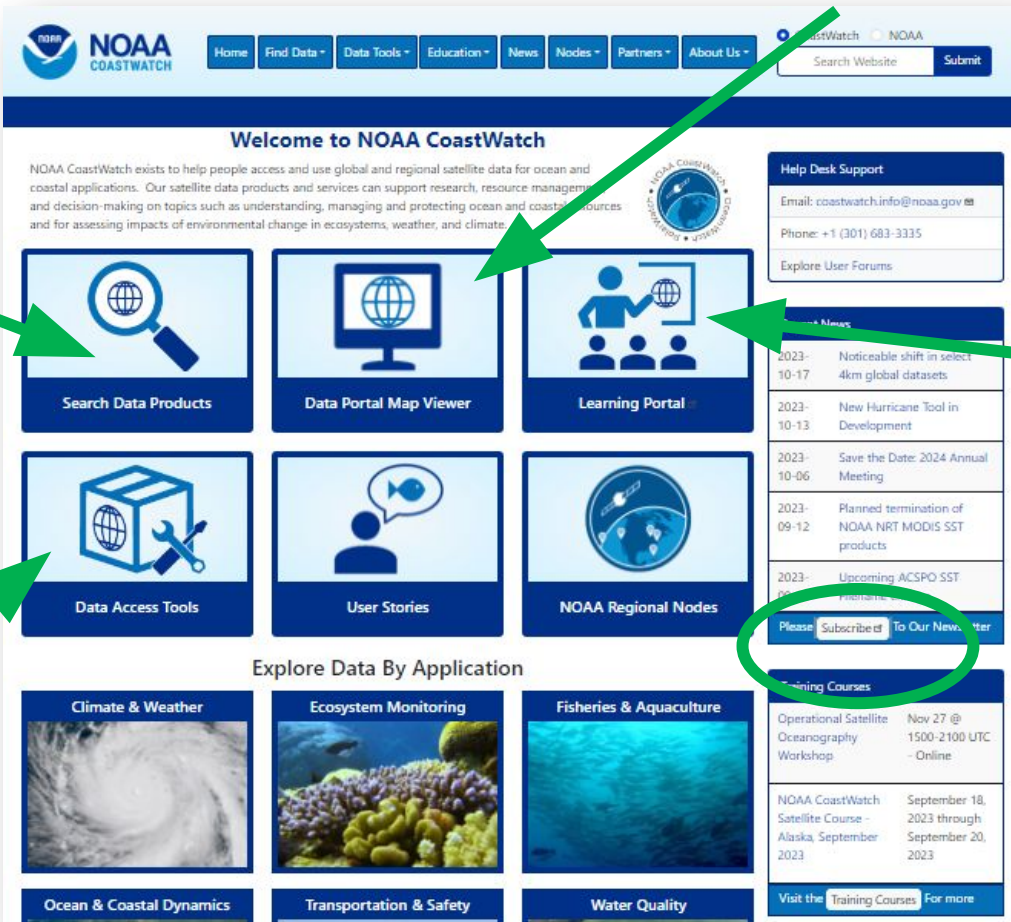 NOAA
NOAA
COASTWATCH
Home Find Data Data Tools Education News Nodes Partners About Us
NOAA
Search Website Submit
Welcome to NOAA CoastWatch
NOAA CoastWatch exists to help people access and use global and regional satellite data for ocean and
coastal applications. Our satellite data products and services can support research, resource
and decision-making on topics such as understanding, managing and protecting ocean and coastal
and for assessing impacts of environmental change in ecosystems, weather, and climate.
CoastWatch • OceanWatch • PolarWatch •
Search Data Products
Data Portal Map Viewer
Learning Portal
Data Access Tools
User Stories
NOAA Regional Nodes
Explore Data By Application
Climate & Weather
Ecosystem Monitoring
Fisheries & Aquaculture
Ocean & Coastal Dynamics
Transportation & Safety
Water Quality
Help Desk Support
Email: coastwatch.info@noaa.gov
Phone: +1 (301) 683-3335
Explore User Forums
News
2023- Noticeable shift in select
10-17 4km global datasets
2023- New Hurricane Tool in
10-13 Development
2023- Save the Date: 2024 Annual
10-06 Meeting
2023- Planned termination of
09-12 NOAA NRT MODIS SST
products
2023- Upcoming ACSPO SST
Please Subscribe To Our Newsletter
Training Courses
Operational Satellite Nov 27 @
Oceanography 1500-2100 UTC
Workshop - Online
NOAA CoastWatch September 18,
Satellite Course - 2023 through
Alaska, September September 20,
2023 2023
Visit the Training Courses For more